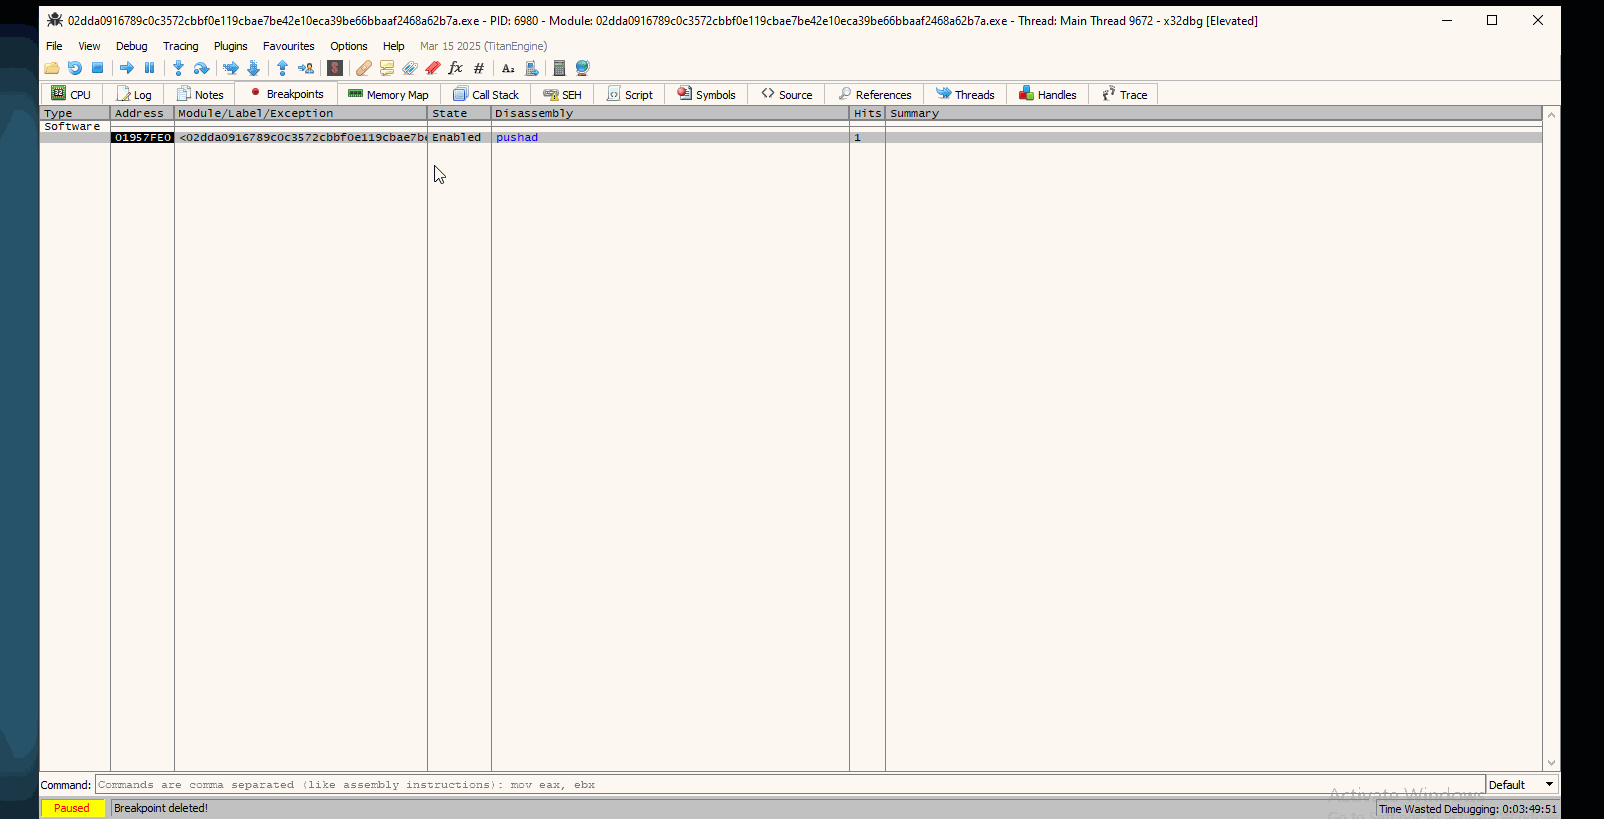 02dda0916789c0c3572cbbf0e119cbae7be42e10eca39be66bbaaf2468a62b7a.exe - PID: 6980 - Module: 02dda0916789c0c3572cbbf0e119cbae7be42e10eca39be66bbaaf2468a62b7a.exe - Thread: Main Thread 9672 - x32dbg [Elevated]
File View Debug Tracing Plugins Favourites Options Help Mar 15 2025 (TitanEngine)
CPU Log Notes Breakpoints Memory Map Call Stack SEH Script Symbols Source References Threads Handles Trace
Type Address Module/Label/Exception State Disassembly Hits Summary
Software
01957FE0 <02dda0916789c0c3572cbbf0e119cbae7be Enabled pushad 1
Command: Commands are comma separated (like assembly instructions): mov eax, ebx Default
Activate Windows
Paused Breakpoint deleted! Time Wasted Debugging: 0:03:49:51